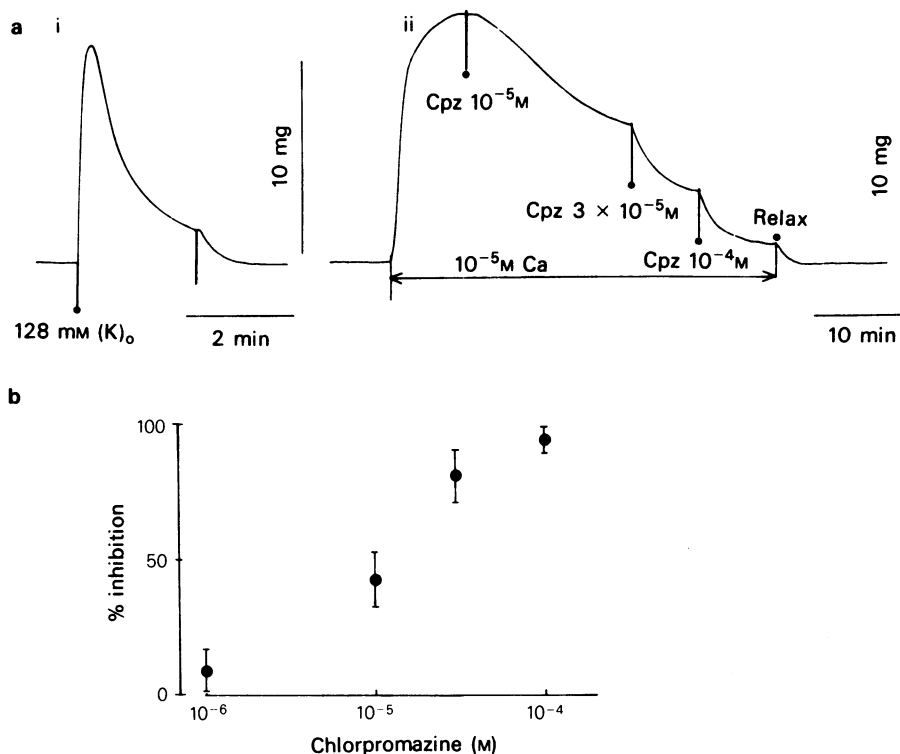 a i ii
10 mg
Cpz 10⁻⁵M
Cpz 3 × 10⁻⁵M
Relax
10 mg
10⁻⁵M Ca
Cpz 10⁻⁴M
128 mM (K)ₒ
2 min
10 min
b
100
50
0
% inhibition
10⁻⁶ 10⁻⁵ 10⁻⁴
Chlorpromazine (M)